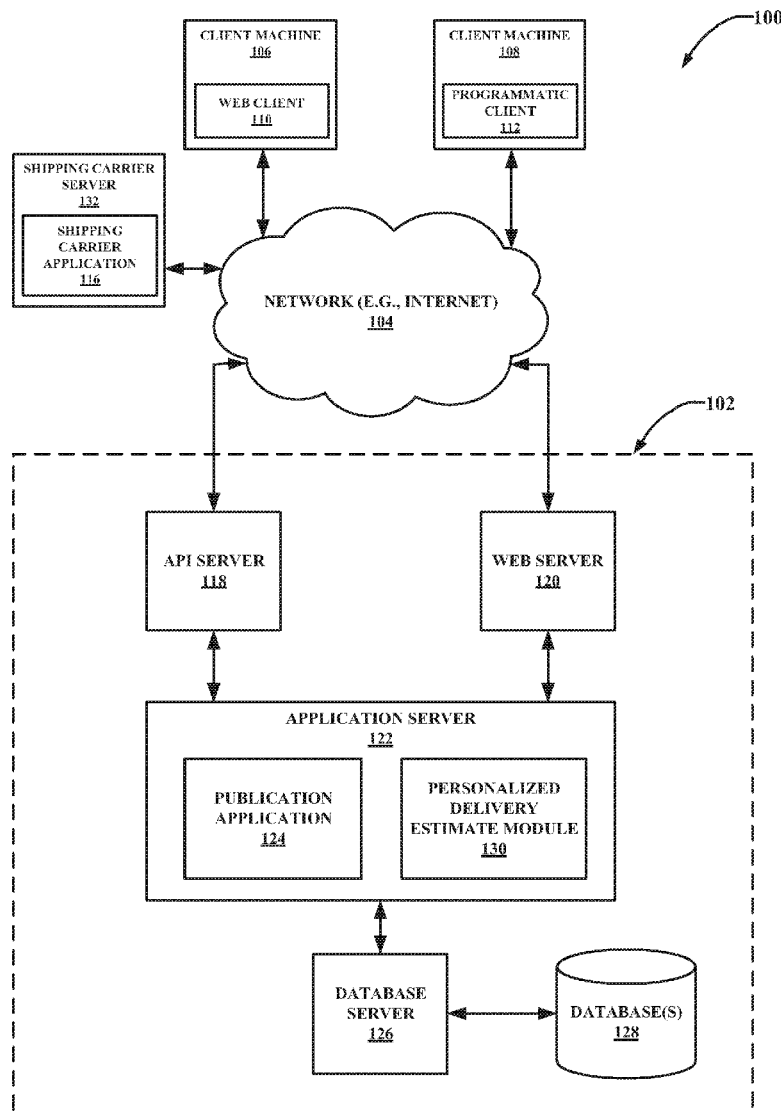 100
CLIENT MACHINE
106
WEB CLIENT
110
CLIENT MACHINE
108
PROGRAMMATIC
CLIENT
112
SHIPPING CARRIER
SERVER
132
SHIPPING
CARRIER
APPLICATION
116
NETWORK (E.G., INTERNET)
104
102
API SERVER
118
WEB SERVER
120
APPLICATION SERVER
122
PUBLICATION
APPLICATION
124
PERSONALIZED
DELIVERY
ESTIMATE MODULE
130
DATABASE
SERVER
126
DATABASE(S)
128